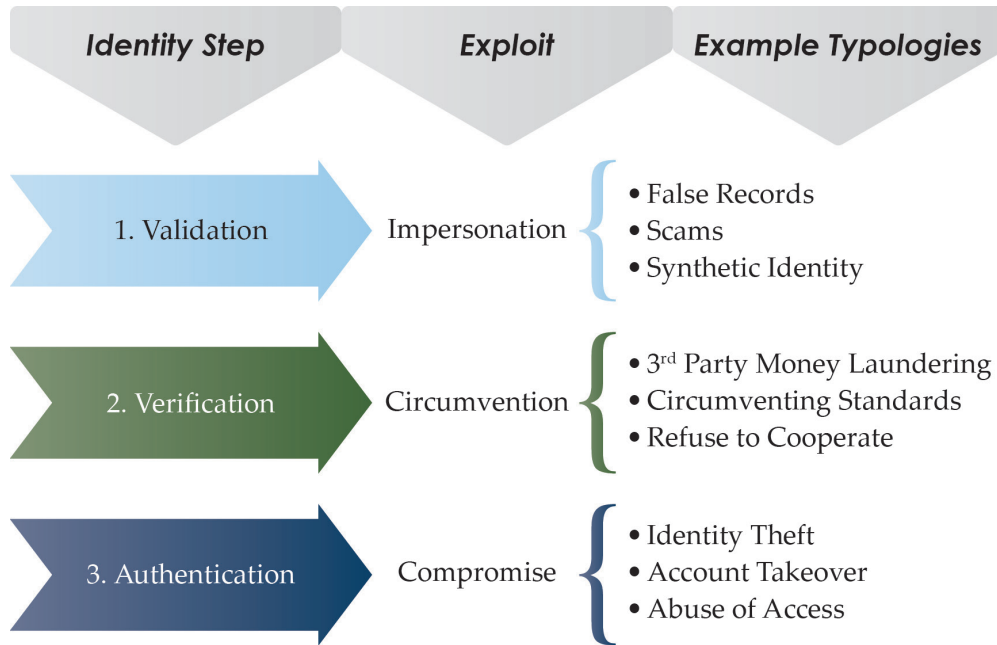 Identity Step
Exploit
Example Typologies
1. Validation
Impersonation
• False Records
• Scams
• Synthetic Identity
2. Verification
Circumvention
• 3rd Party Money Laundering
• Circumventing Standards
• Refuse to Cooperate
3. Authentication
Compromise
• Identity Theft
• Account Takeover
• Abuse of Access